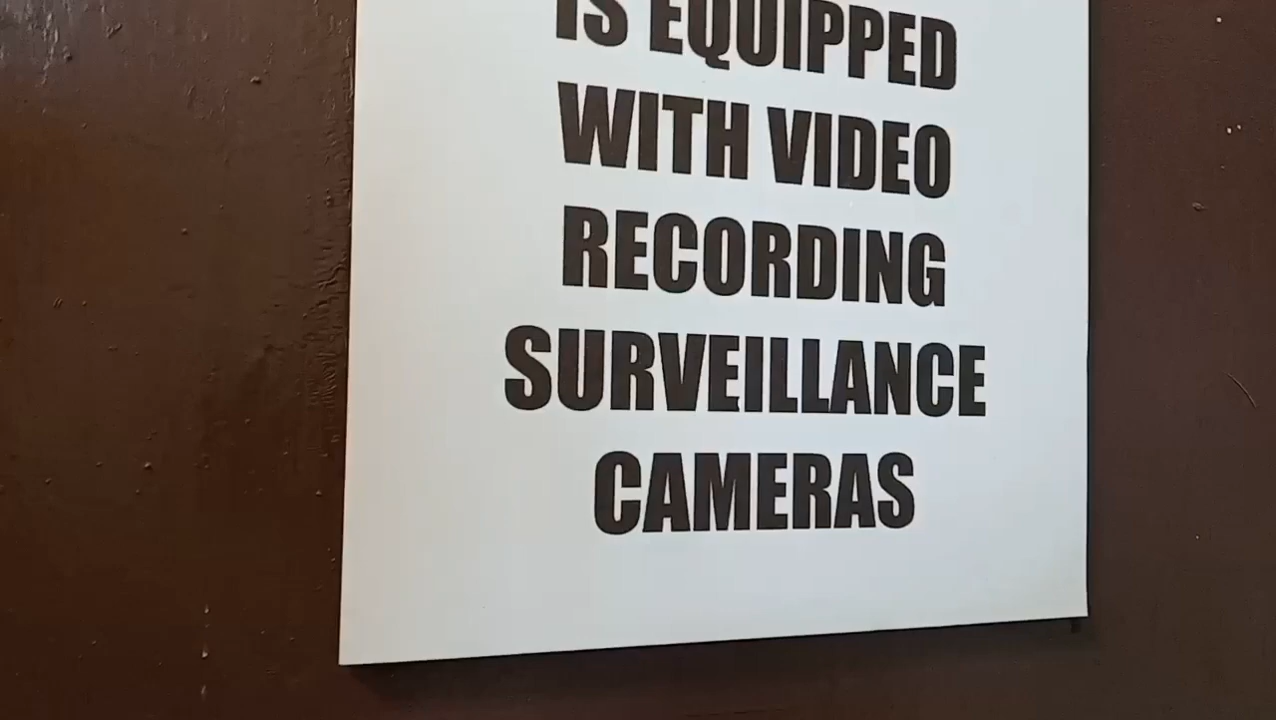 IS EQUIPPED
WITH VIDEO
RECORDING
SURVEILLANCE
CAMERAS